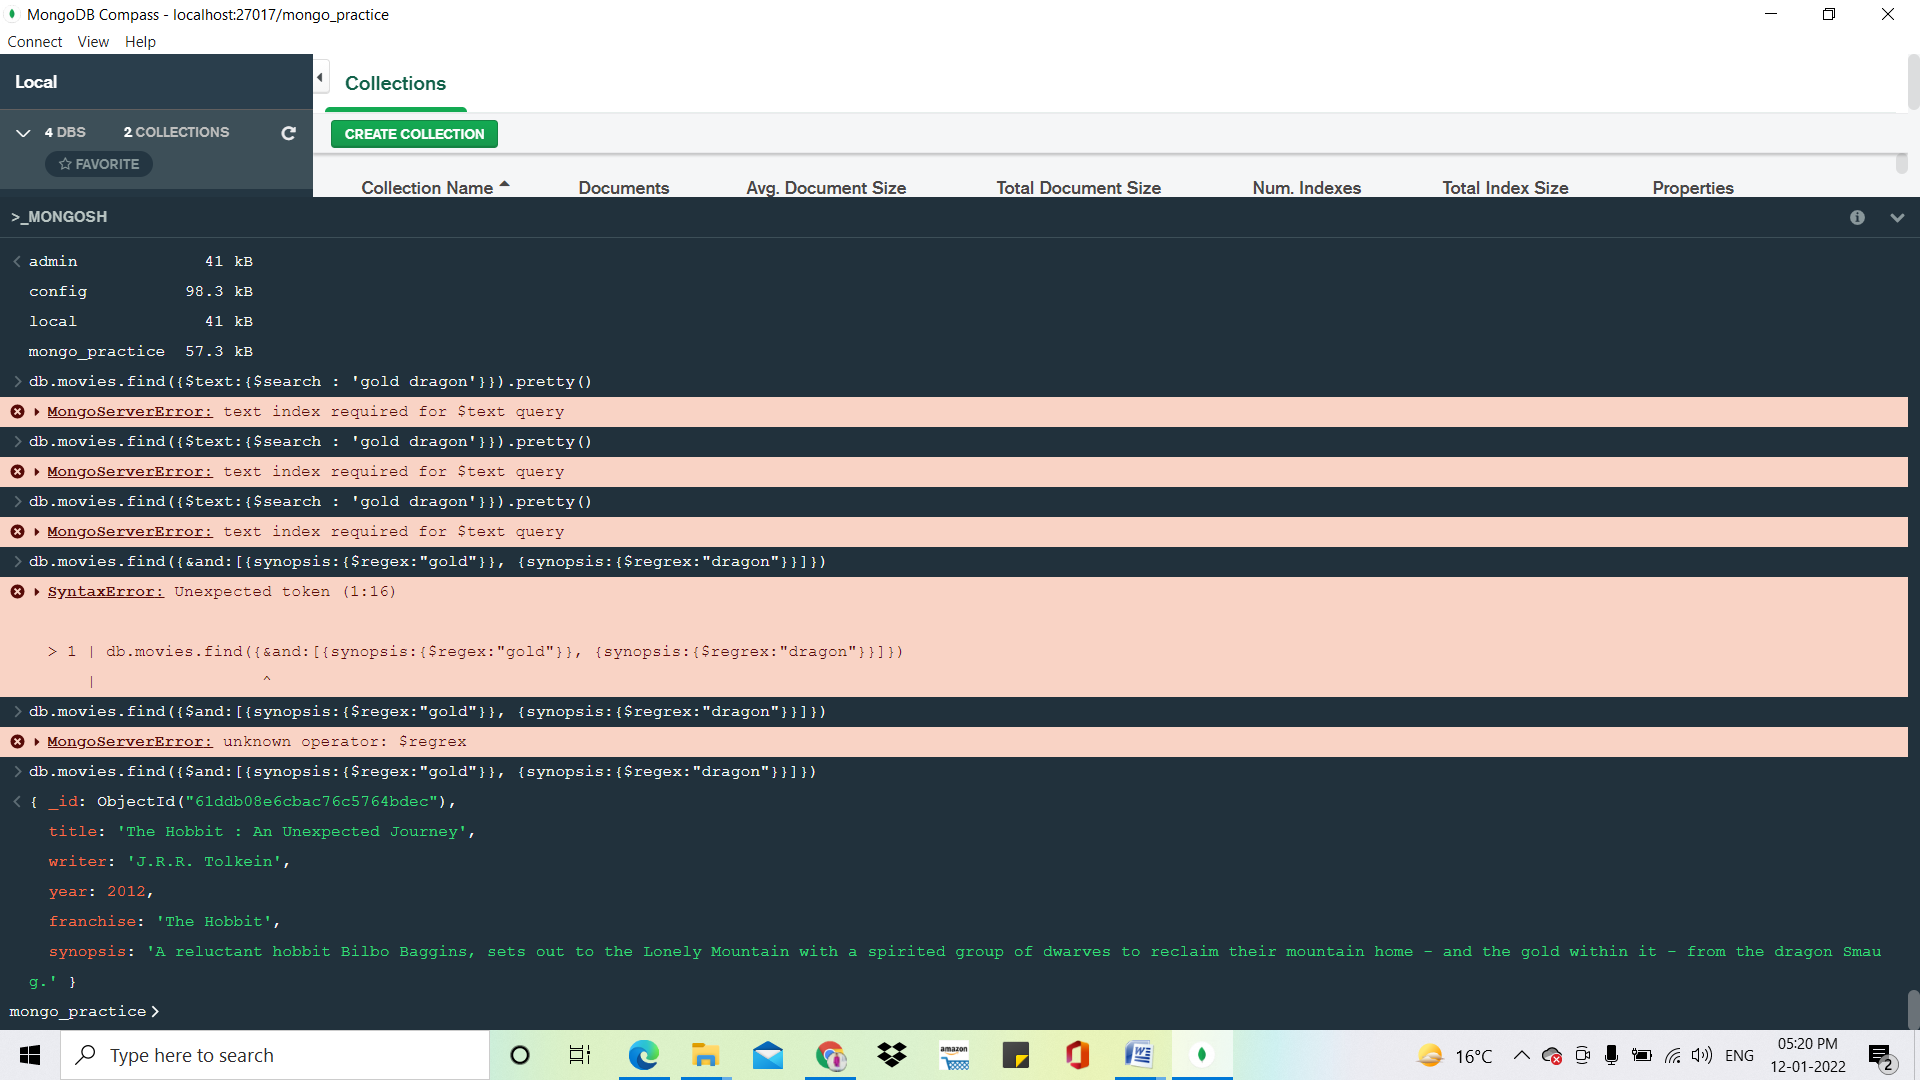 MongoDB Compass - localhost:27017/mongo_practice
Connect View Help
Local
Collections
4 DBS 2 COLLECTIONS
FAVORITE
CREATE COLLECTION
Collection Name Documents Avg. Document Size Total Document Size Num. Indexes Total Index Size Properties
>_MONGOSH
< admin 41 kB
config 98.3 kB
local 41 kB
mongo_practice 57.3 kB
> db.movies.find({$text:{$search : 'gold dragon'}}).pretty()
MongoServerError: text index required for $text query
> db.movies.find({$text:{$search : 'gold dragon'}}).pretty()
MongoServerError: text index required for $text query
> db.movies.find({$text:{$search : 'gold dragon'}}).pretty()
MongoServerError: text index required for $text query
> db.movies.find({&and:[{synopsis:{$regex:"gold"}}, {synopsis:{$regrex:"dragon"}}]})
SyntaxError: Unexpected token (1:16)
> 1 | db.movies.find({&and:[{synopsis:{$regex:"gold"}}, {synopsis:{$regrex:"dragon"}}]})
| ^
> db.movies.find({$and:[{synopsis:{$regex:"gold"}}, {synopsis:{$regrex:"dragon"}}]})
MongoServerError: unknown operator: $regrex
> db.movies.find({$and:[{synopsis:{$regex:"gold"}}, {synopsis:{$regex:"dragon"}}]})
< { _id: ObjectId("61ddb08e6cbac76c5764bdec"),
title: 'The Hobbit : An Unexpected Journey',
writer: 'J.R.R. Tolkein',
year: 2012,
franchise: 'The Hobbit',
synopsis: 'A reluctant hobbit Bilbo Baggins, sets out to the Lonely Mountain with a spirited group of dwarves to reclaim their mountain home - and the gold within it - from the dragon Smau
g.' }
mongo_practice>
Type here to search
amazon
16°C
ENG
05:20 PM
12-01-2022
2